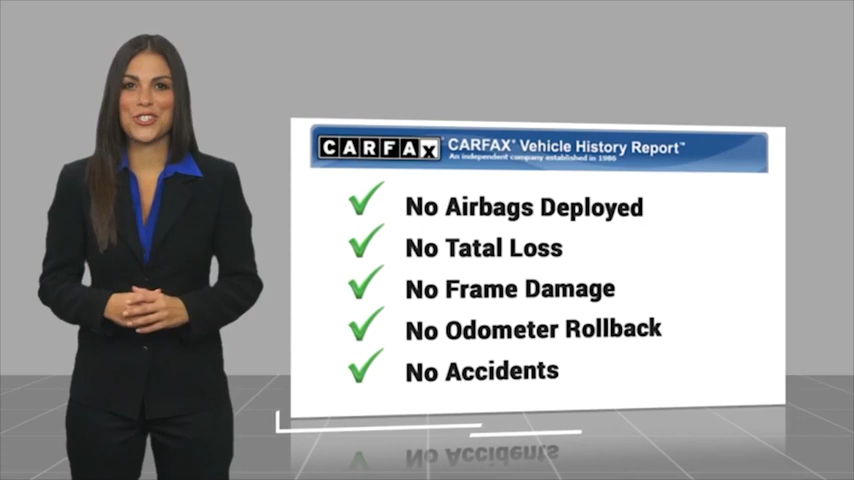 CARFAX® CARFAX® Vehicle History Report™
An independent company established in 1986
No Airbags Deployed
No Tatal Loss
No Frame Damage
No Odometer Rollback
No Accidents
No Accidents